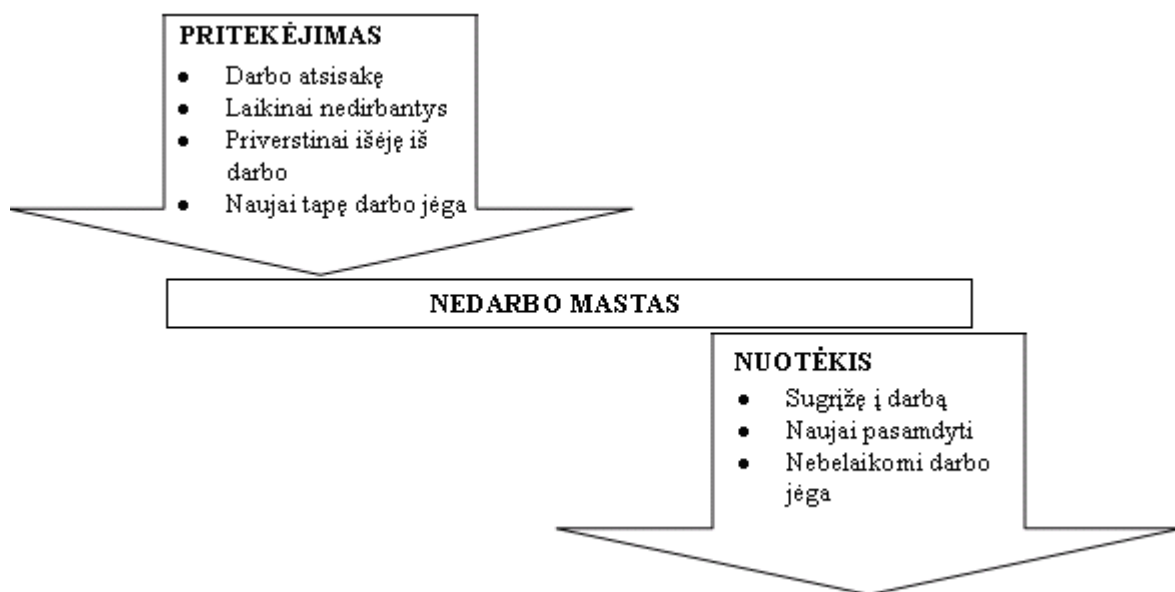 PRITEKĖJIMAS
● Darbo atsisakę
● Laikinai nedirbantys
● Priverstinai išėję iš
darbo
● Naujai tapę darbo jėga
NEDARBO MASTAS
NUOTĖKIS
● Sugrįžę į darbą
● Naujai pasamdyti
● Nebelaikomi darbo
jėga